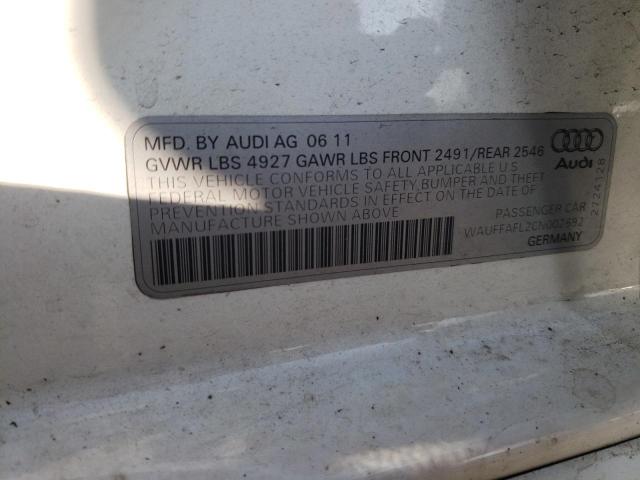 MFD. BY AUDI AG 06 11
GVWR LBS 4927 GAWR LBS FRONT 2491/REAR 2546
THIS VEHICLE CONFORMS TO ALL APPLICABLE U S
FEDERAL MOTOR VEHICLE SAFETY, BUMPER AND THEFT
PREVENTION STANDARDS IN EFFECT ON THE DATE OF
MANUFACTURE SHOWN ABOVE
PASSENGER CAR
GERMANY
Audi
2724128